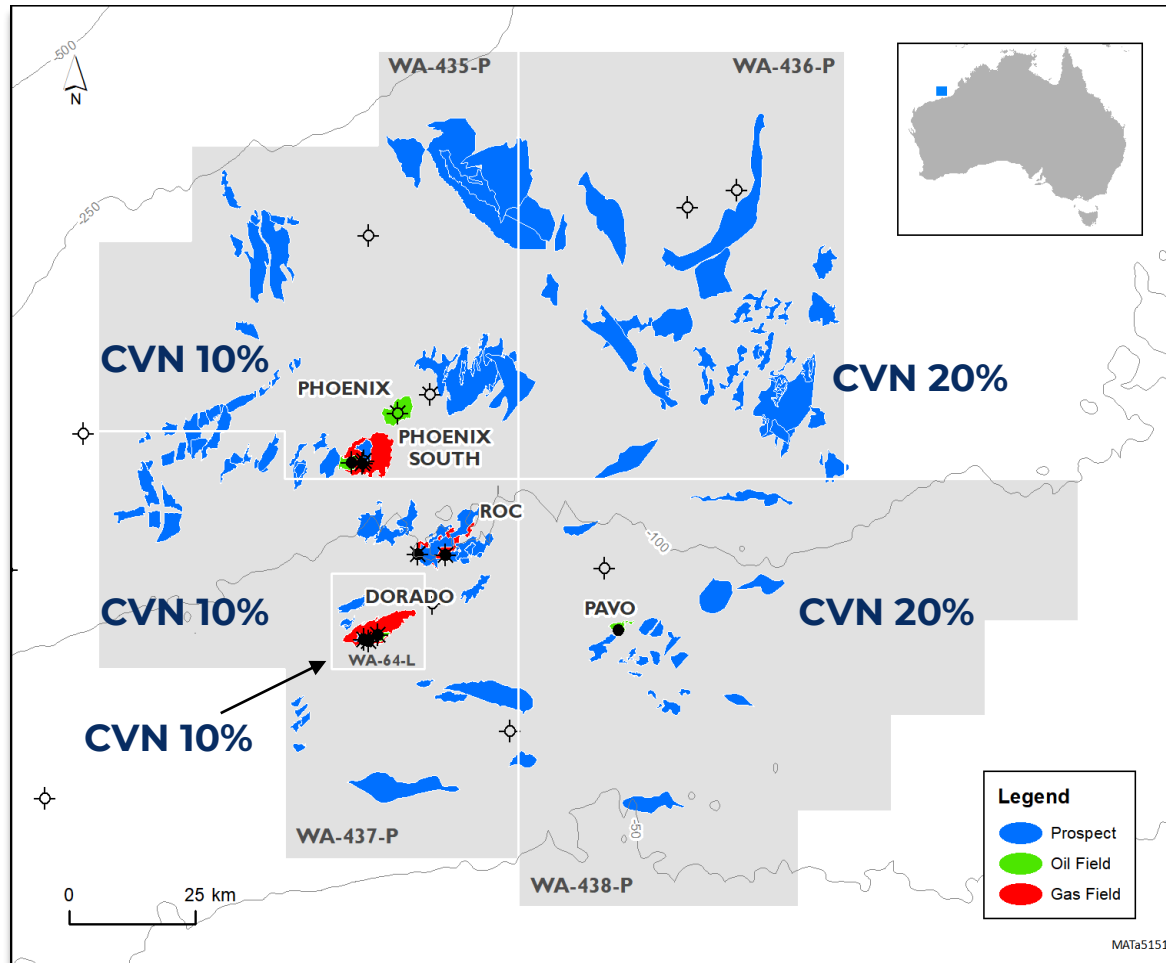 -500
WA-435-P
WA-436-P
N
-250
CVN 10%
PHOENIX
CVN 20%
PHOENIX
SOUTH
ROC
-100
DORADO
CVN 10%
PAVO
CVN 20%
WA-64-L
CVN 10%
Legend
Prospect
Oil Field
Gas Field
-50
WA-437-P
WA-438-P
0 25 km
MATa5151